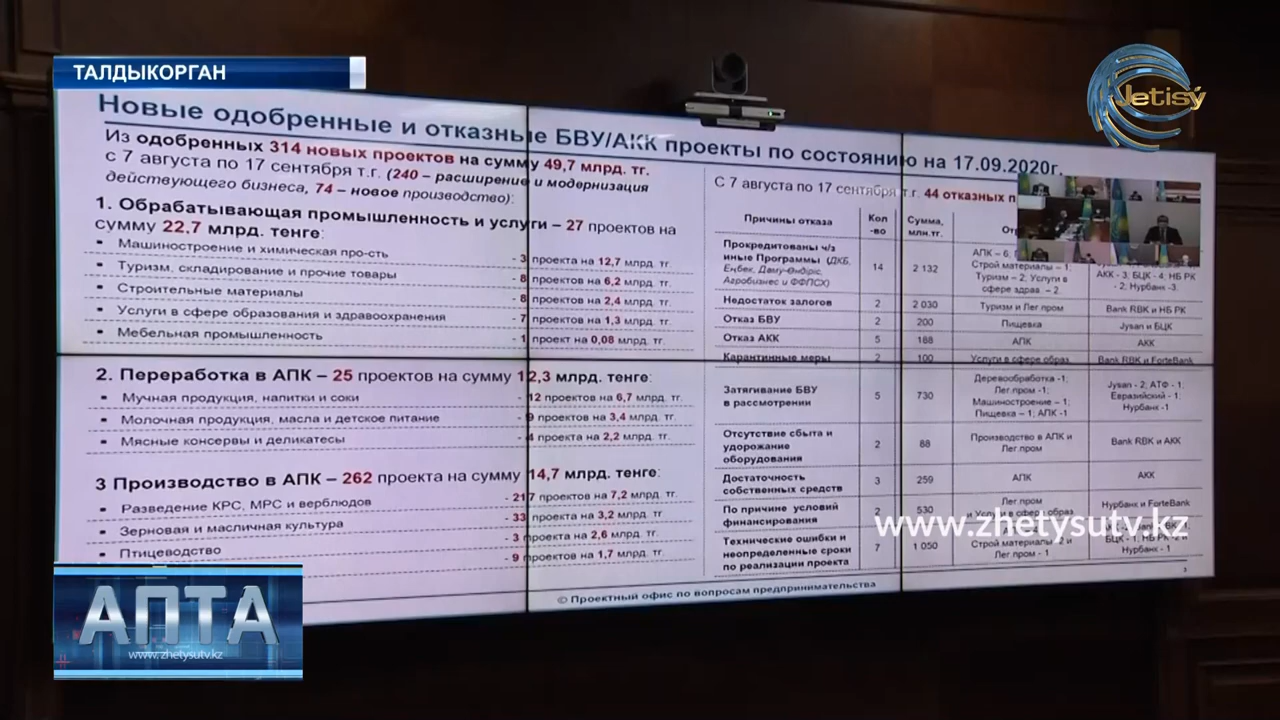 ТАЛДЫКОРГАН
Jetisý
Новые одобренные и отказные БВУ/АКК проекты по состоянию на 17.09.2020г.
Из одобренных 314 новых проектов на сумму 49,7 млрд. тг.
с 7 августа по 17 сентября т.г. (240 – расширение и модернизация
действующего бизнеса, 74 – новое производство):
1. Обрабатывающая промышленность и услуги – 27 проектов на
сумму 22,7 млрд. тенге:
Машиностроение и химическая про-сть - 3 проекта на 12,7 млрд. тг.
Туризм, складирование и прочие товары - 8 проектов на 6,2 млрд. тг.
Строительные материалы - 8 проектов на 2,4 млрд. тг.
Услуги в сфере образования и здравоохранения - 7 проектов на 1,3 млрд. тг.
Мебельная промышленность - 1 проект на 0,08 млрд. тг.
2. Переработка в АПК – 25 проектов на сумму 12,3 млрд. тенге:
Мучная продукция, напитки и соки - 12 проектов на 6,7 млрд. тг.
Молочная продукция, масла и детское питание - 9 проектов на 3,4 млрд. тг.
Мясные консервы и деликатесы - 4 проекта на 2,2 млрд. тг.
3 Производство в АПК – 262 проекта на сумму 14,7 млрд. тенге:
Разведение КРС, МРС и верблюдов - 217 проектов на 7,2 млрд. тг.
Зерновая и масличная культура - 33 проекта на 3,2 млрд. тг.
Птицеводство - 3 проекта на 2,6 млрд. тг.
- 9 проектов на 1,7 млрд. тг.
С 7 августа по 17 сентября т.г. 44 отказных п
Причины отказа Кол Сумма,
-во млн.тг.
Прокредитованы ч/з
иные Программы (ДКБ,
Еңбек, Даму-Өндіріс,
Агробизнес и ФФПСХ) 14 2 132
АПК – 6;
Строй материалы – 1;
Туризм – 2; Услуги в
сфере здрав. – 2.
АКК - 3; БЦК - 4; НБ РК
- 2; Нурбанк -3.
Недостаток залогов 2 2 030 Туризм и Лег пром Bank RBK и НБ РК
Отказ БВУ 2 200 Пищевка Jysan и БЦК
Отказ АКК 5 188 АПК АКК
Карантинные меры 2 100 Услуги в сфере образ. Bank RBK и ForteBank
Затягивание БВУ
в рассмотрении 5 730
Деревообработка -1;
Лег.пром -1;
Машиностроение – 1;
Пищевка – 1; АПК -1
Jysan - 2; АТФ - 1;
Евразийский - 1
Нурбанк -1
Отсутствие сбыта и
удорожание
оборудования 2 88
Производство в АПК и
Лег.пром
Bank RBK и АКК
Достаточность
собственных средств 3 259 АПК АКК
По причине условий
финансирования 2 530
Лег.пром
и Услуги в сфере образ.
Нурбанк и ForteBank
Технические ошибки и
неопределенные сроки
по реализации проекта 7 1 050
Строй материалы - 2 и
Лег.пром - 1
БЦК - 1; НБ РК -2 и
Нурбанк - 1
3
© Проектный офис по вопросам предпринимательства
www.zhetysutv.kz
АПТА
www.zhetysutv.kz